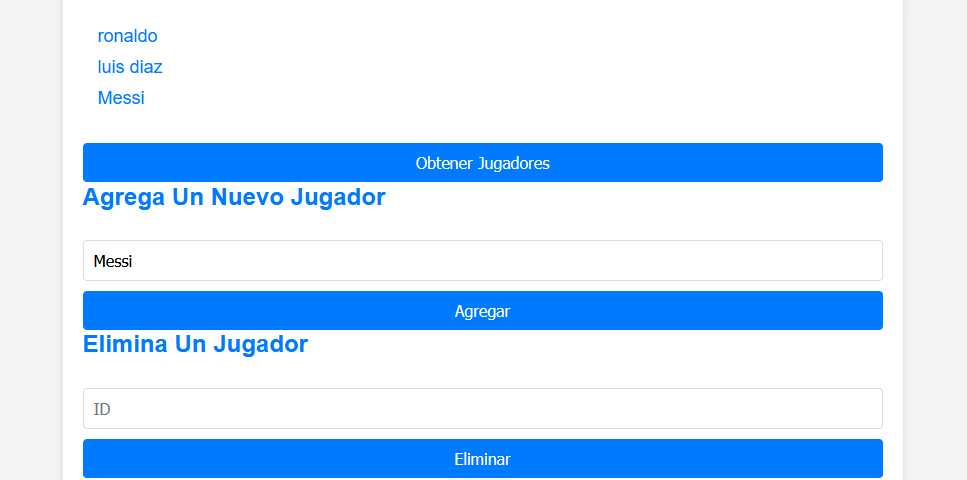 ronaldo
luis diaz
Messi
Obtener Jugadores
Agrega Un Nuevo Jugador
Messi
Agregar
Elimina Un Jugador
ID
Eliminar